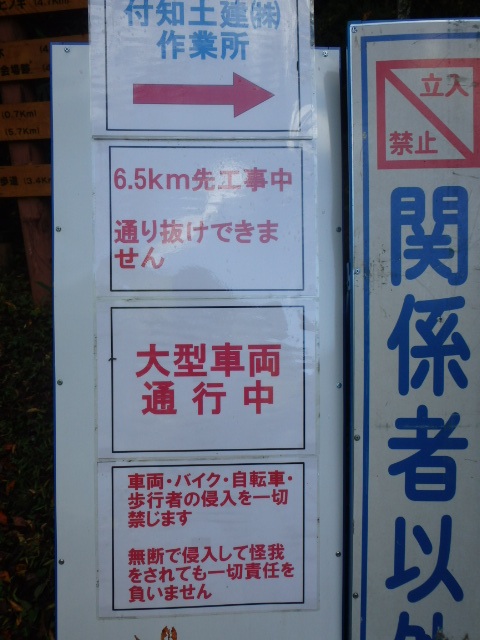 付知土建㈱
作業所
6.5km先工事中
通り抜けできま
せん
大型車両
通行中
車両・バイク・自転車・
歩行者の侵入を一切
禁じます
無断で侵入して怪我
をされても一切責任を
負いません
立入
禁止
関係者以外